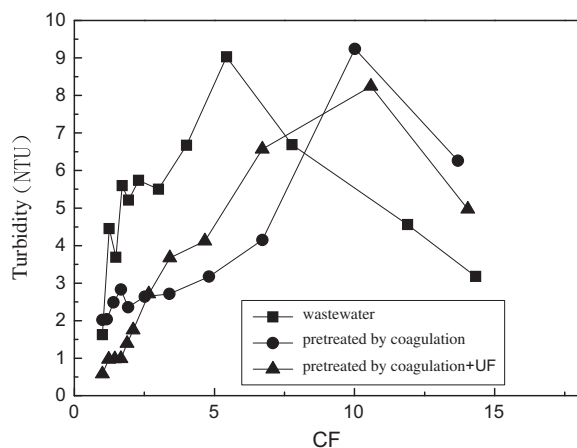 10
9
8
7
6
5
4
3
2
1
0
Turbidity (NTU)
wastewater
pretreated by coagulation
pretreated by coagulation+UF
0 5 10 15
CF